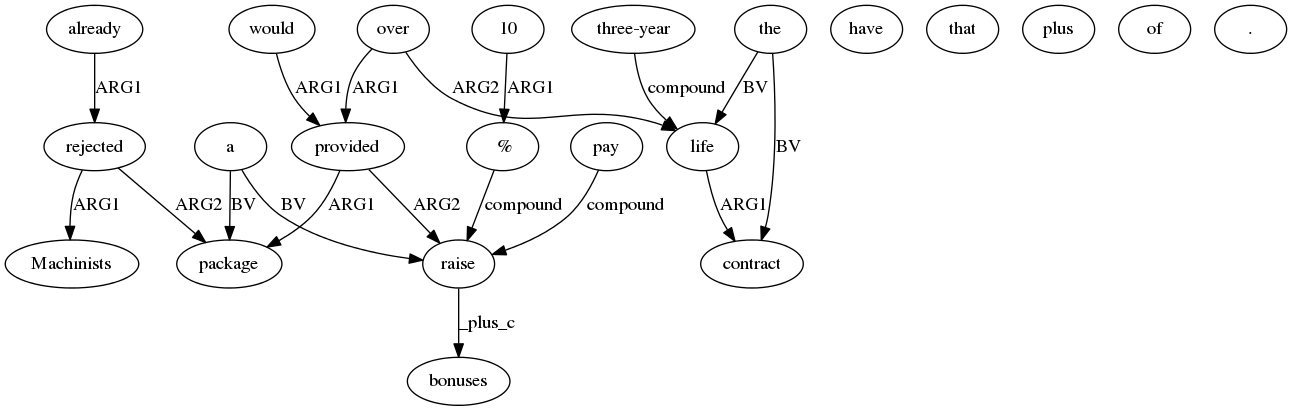 already would over 10 three-year the have that plus of .
ARG1 ARG1 ARG1 ARG2 ARG1 compound BV
rejected a provided % pay life BV
ARG1 ARG2 BV BV ARG1 ARG2 compound compound ARG1
Machinists package raise contract
_plus_c
bonuses